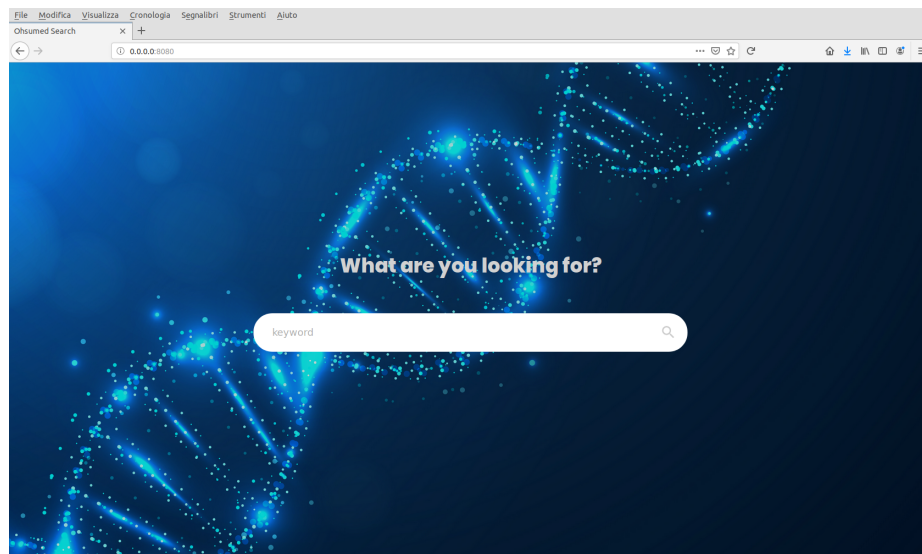 File Modifica Visualizza Cronologia Segnalibri Strumenti Aiuto
Ohsumed Search
0.0.0.0:8080
What are you looking for?
keyword